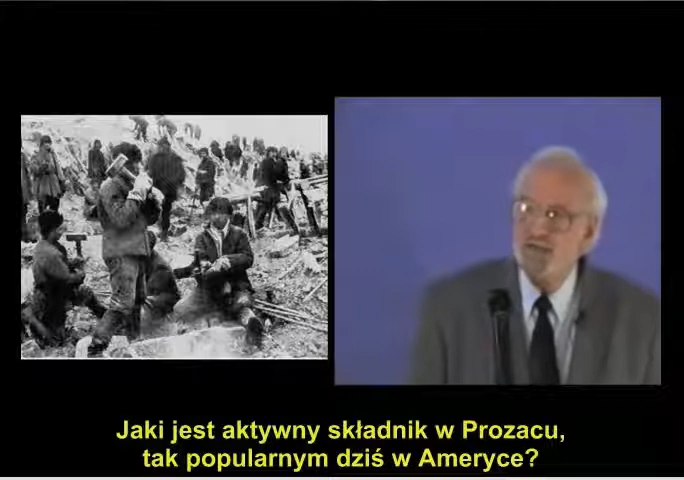 Jaki jest aktywny składnik w Prozacu,
tak popularnym dziś w Ameryce?